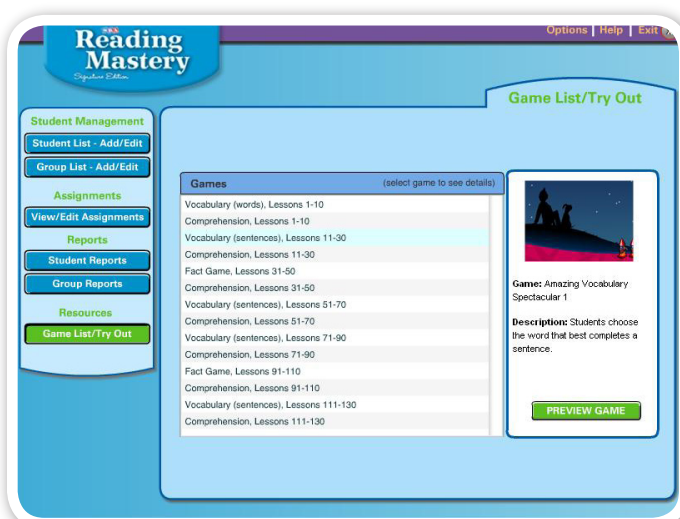 SRA
Reading
Mastery
Signature Edition
Options | Help | Exit
Game List/Try Out
Student Management
Student List - Add/Edit
Group List - Add/Edit
Assignments
View/Edit Assignments
Reports
Student Reports
Group Reports
Resources
Game List/Try Out
Games (select game to see details)
Vocabulary (words), Lessons 1-10
Comprehension, Lessons 1-10
Vocabulary (sentences), Lessons 11-30
Comprehension, Lessons 11-30
Fact Game, Lessons 31-50
Comprehension, Lessons 31-50
Vocabulary (sentences), Lessons 51-70
Comprehension, Lessons 51-70
Vocabulary (sentences), Lessons 71-90
Comprehension, Lessons 71-90
Fact Game, Lessons 91-110
Comprehension, Lessons 91-110
Vocabulary (sentences), Lessons 111-130
Comprehension, Lessons 111-130
Game: Amazing Vocabulary
Spectacular 1
Description: Students choose
the word that best completes a
sentence.
PREVIEW GAME